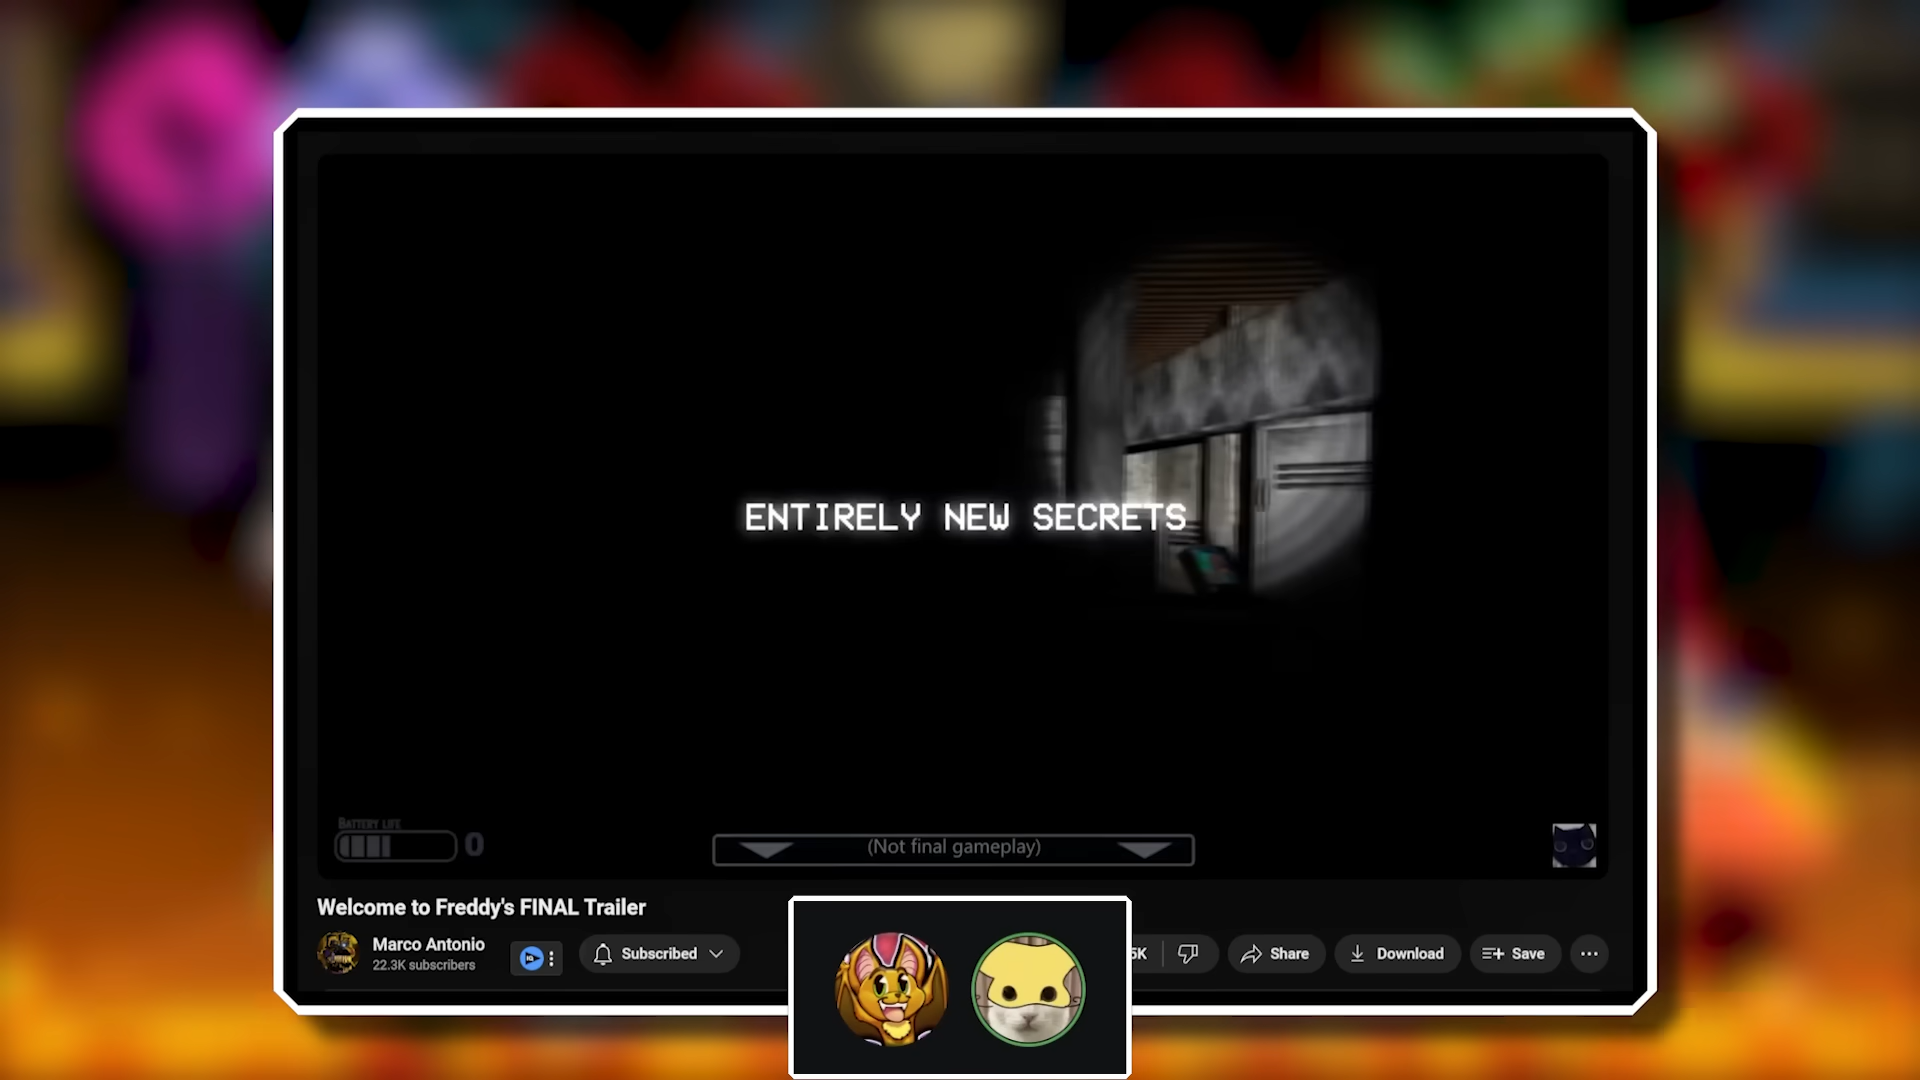 ENTIRELY NEW SECRETS
BATTERY LIFE
0
(Not final gameplay)
Welcome to Freddy's FINAL Trailer
Marco Antonio
22.3K subscribers
Subscribed
5K
Share
Download
Save